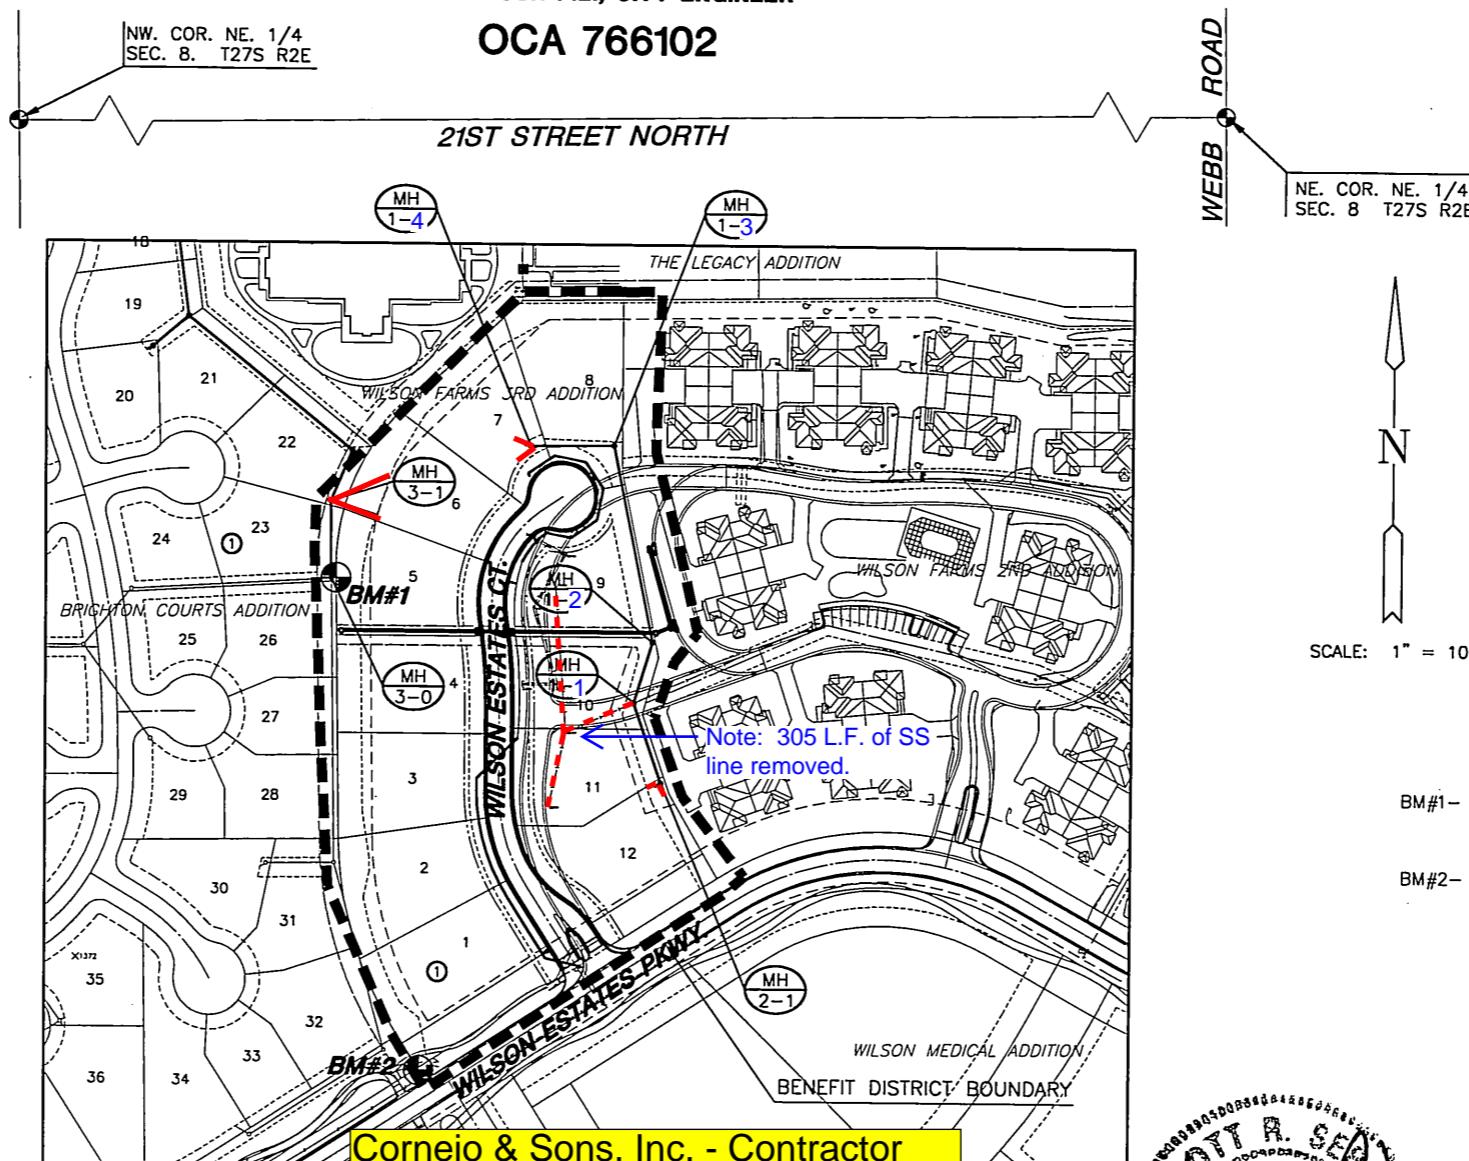 OCA 766102
NW. COR. NE. 1/4
SEC. 8. T27S R2E
21ST STREET NORTH
WEBB ROAD
NE. COR. NE. 1/4
SEC. 8 T27S R2E
MH
1-4
MH
1-3
THE LEGACY ADDITION
18
19
20
21
22
WILSON FARMS 3RD ADDITION
8
7
MH
3-1
6
N
23
24
1
5
BM#1
BRIGHTON COURTS ADDITION
25
26
MH
1-2
9
WILSON FARMS 2ND ADDITION
WILSON ESTATES CT.
SCALE: 1" = 10
MH
3-0
4
MH
1-1
10
27
Note: 305 L.F. of SS
line removed.
3
11
28
29
BM#1-
2
12
30
BM#2-
31
1
1
X1372
35
MH
2-1
32
WILSON ESTATES PKWY.
33
34
36
BM#2
WILSON MEDICAL ADDITION
BENEFIT DISTRICT BOUNDARY
Cornejo & Sons, Inc. - Contractor